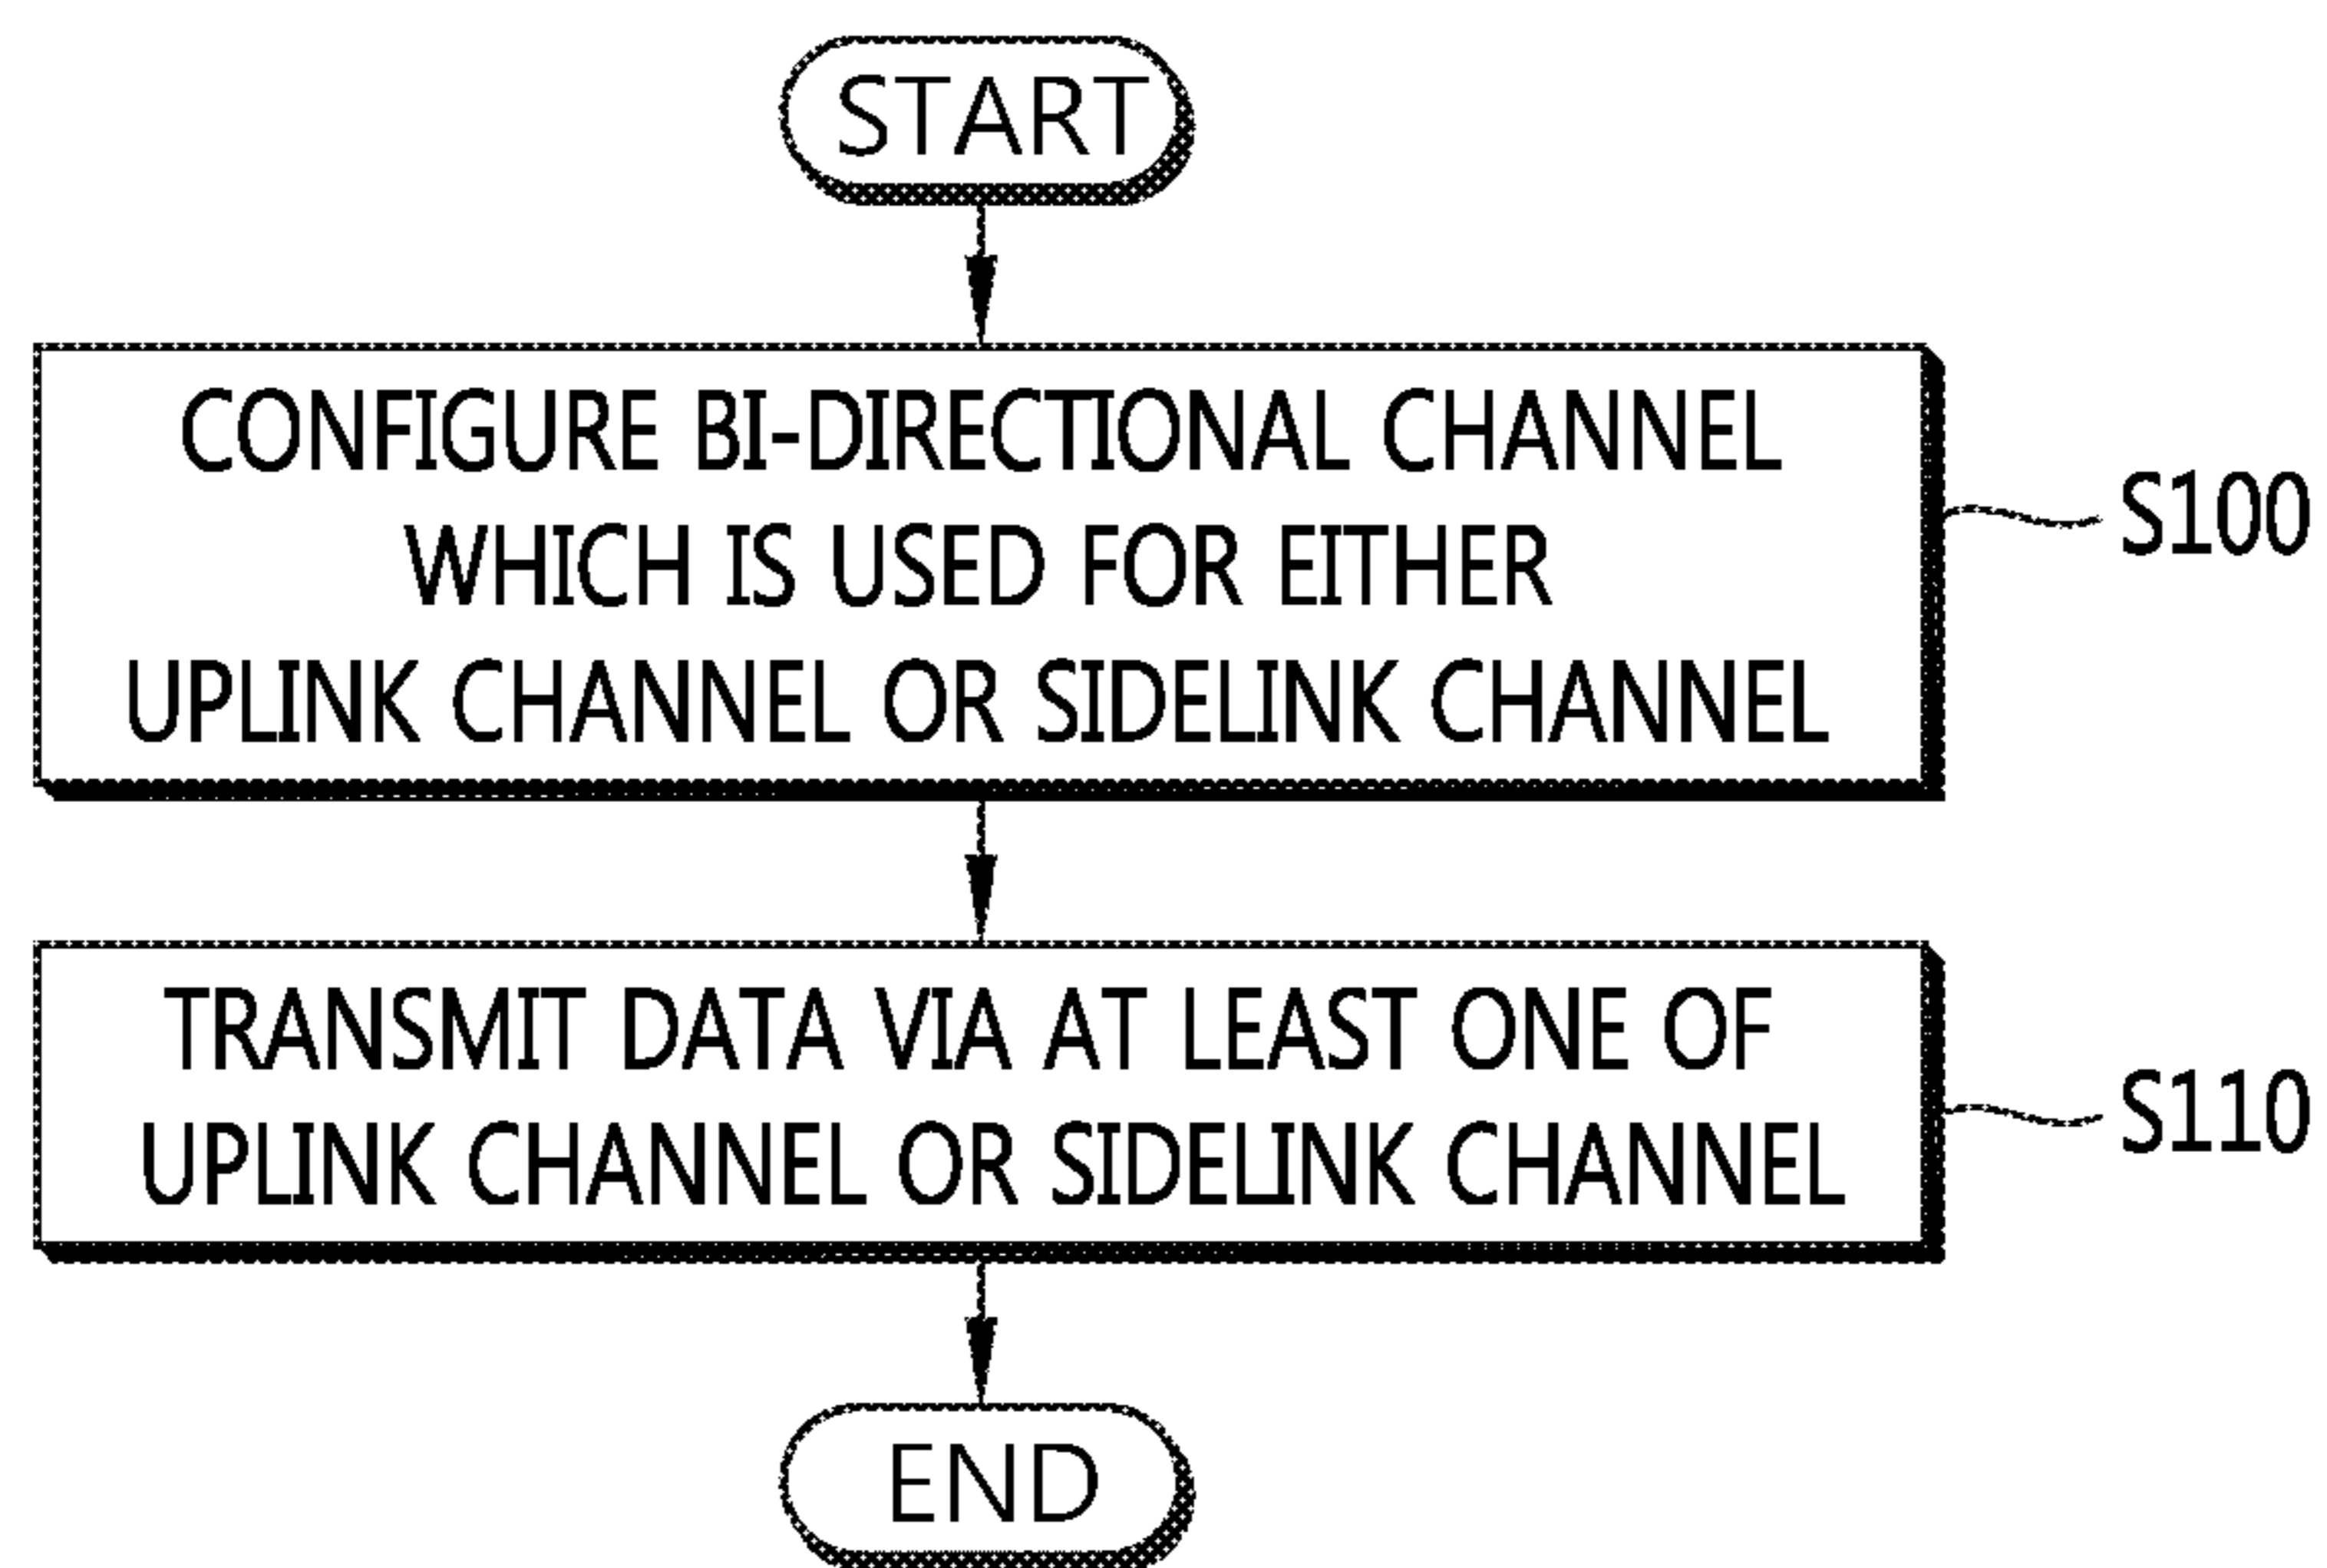 START
CONFIGURE BI-DIRECTIONAL CHANNEL
WHICH IS USED FOR EITHER
UPLINK CHANNEL OR SIDELINK CHANNEL
S100
TRANSMIT DATA VIA AT LEAST ONE OF
UPLINK CHANNEL OR SIDELINK CHANNEL
S110
END